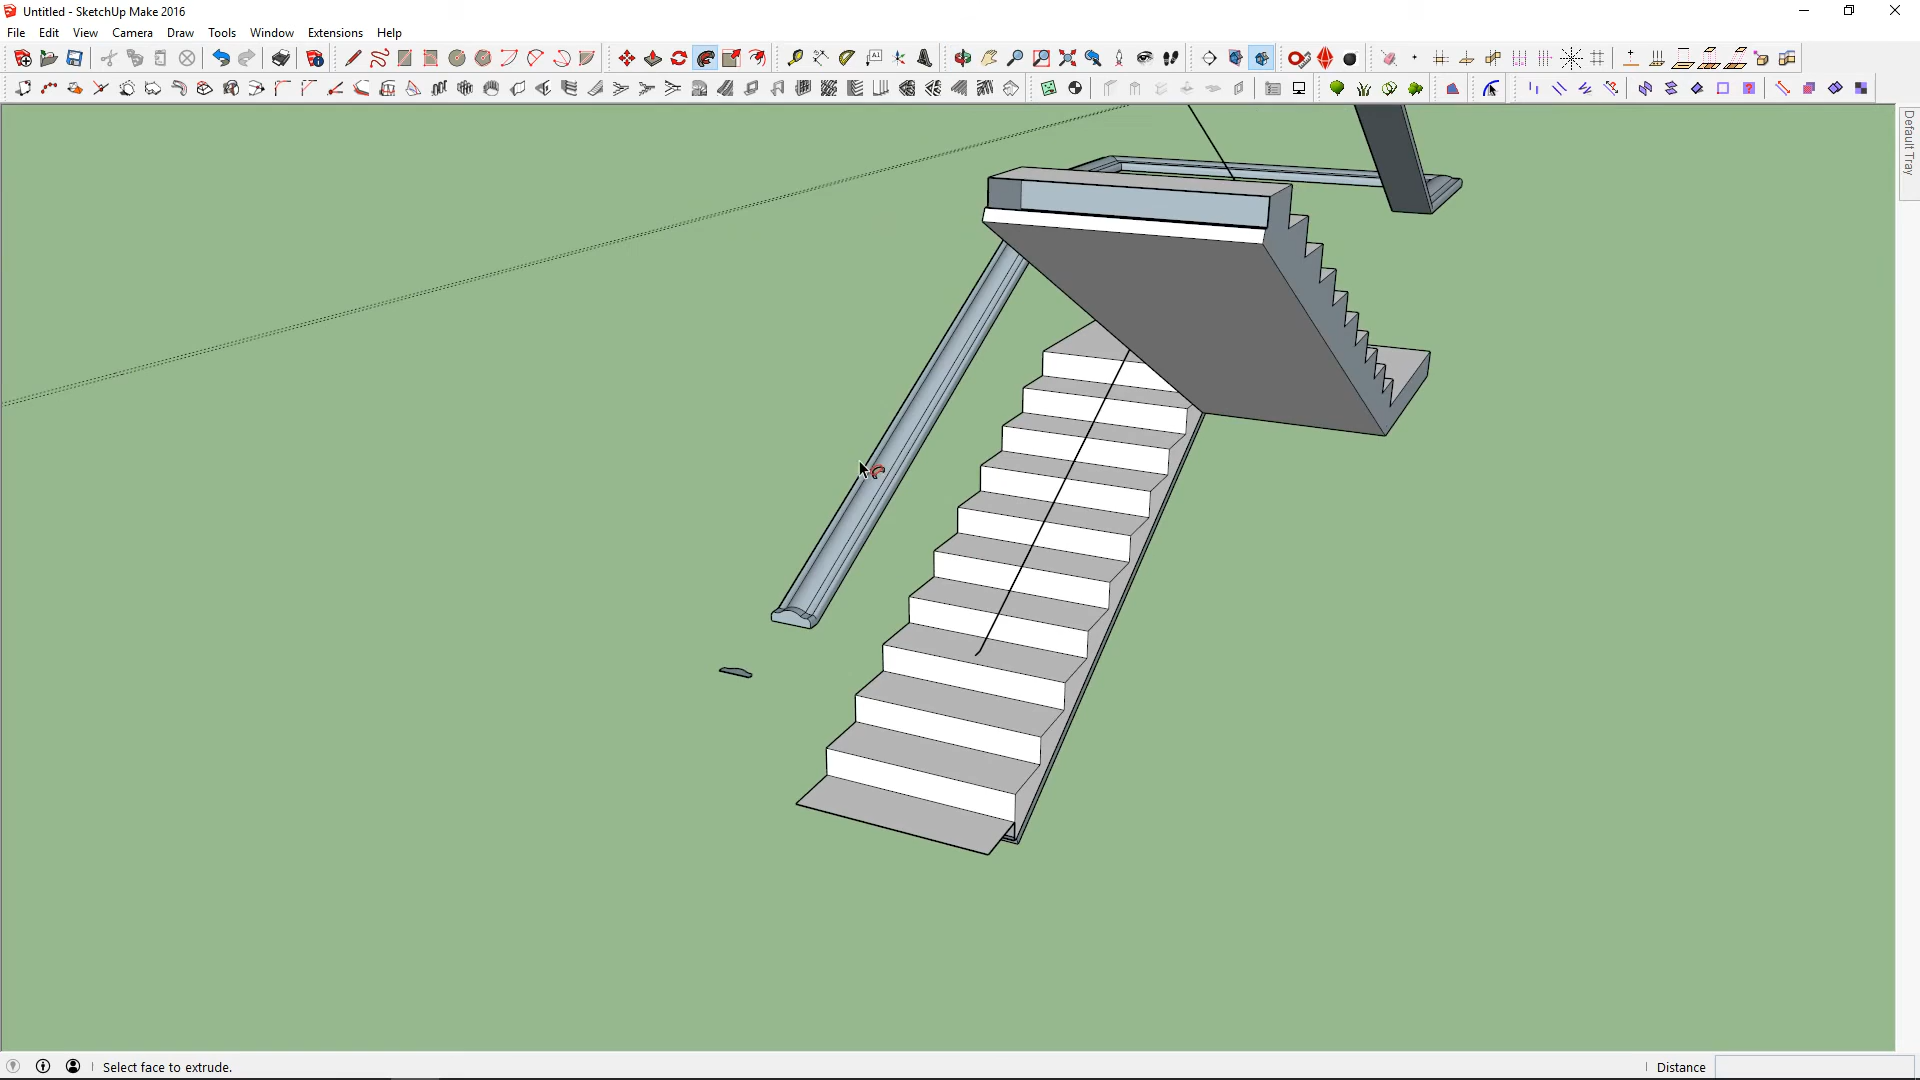 Untitled - SketchUp Make 2016
File Edit View Camera Draw Tools Window Extensions Help
Default Tray
Select face to extrude.
Distance